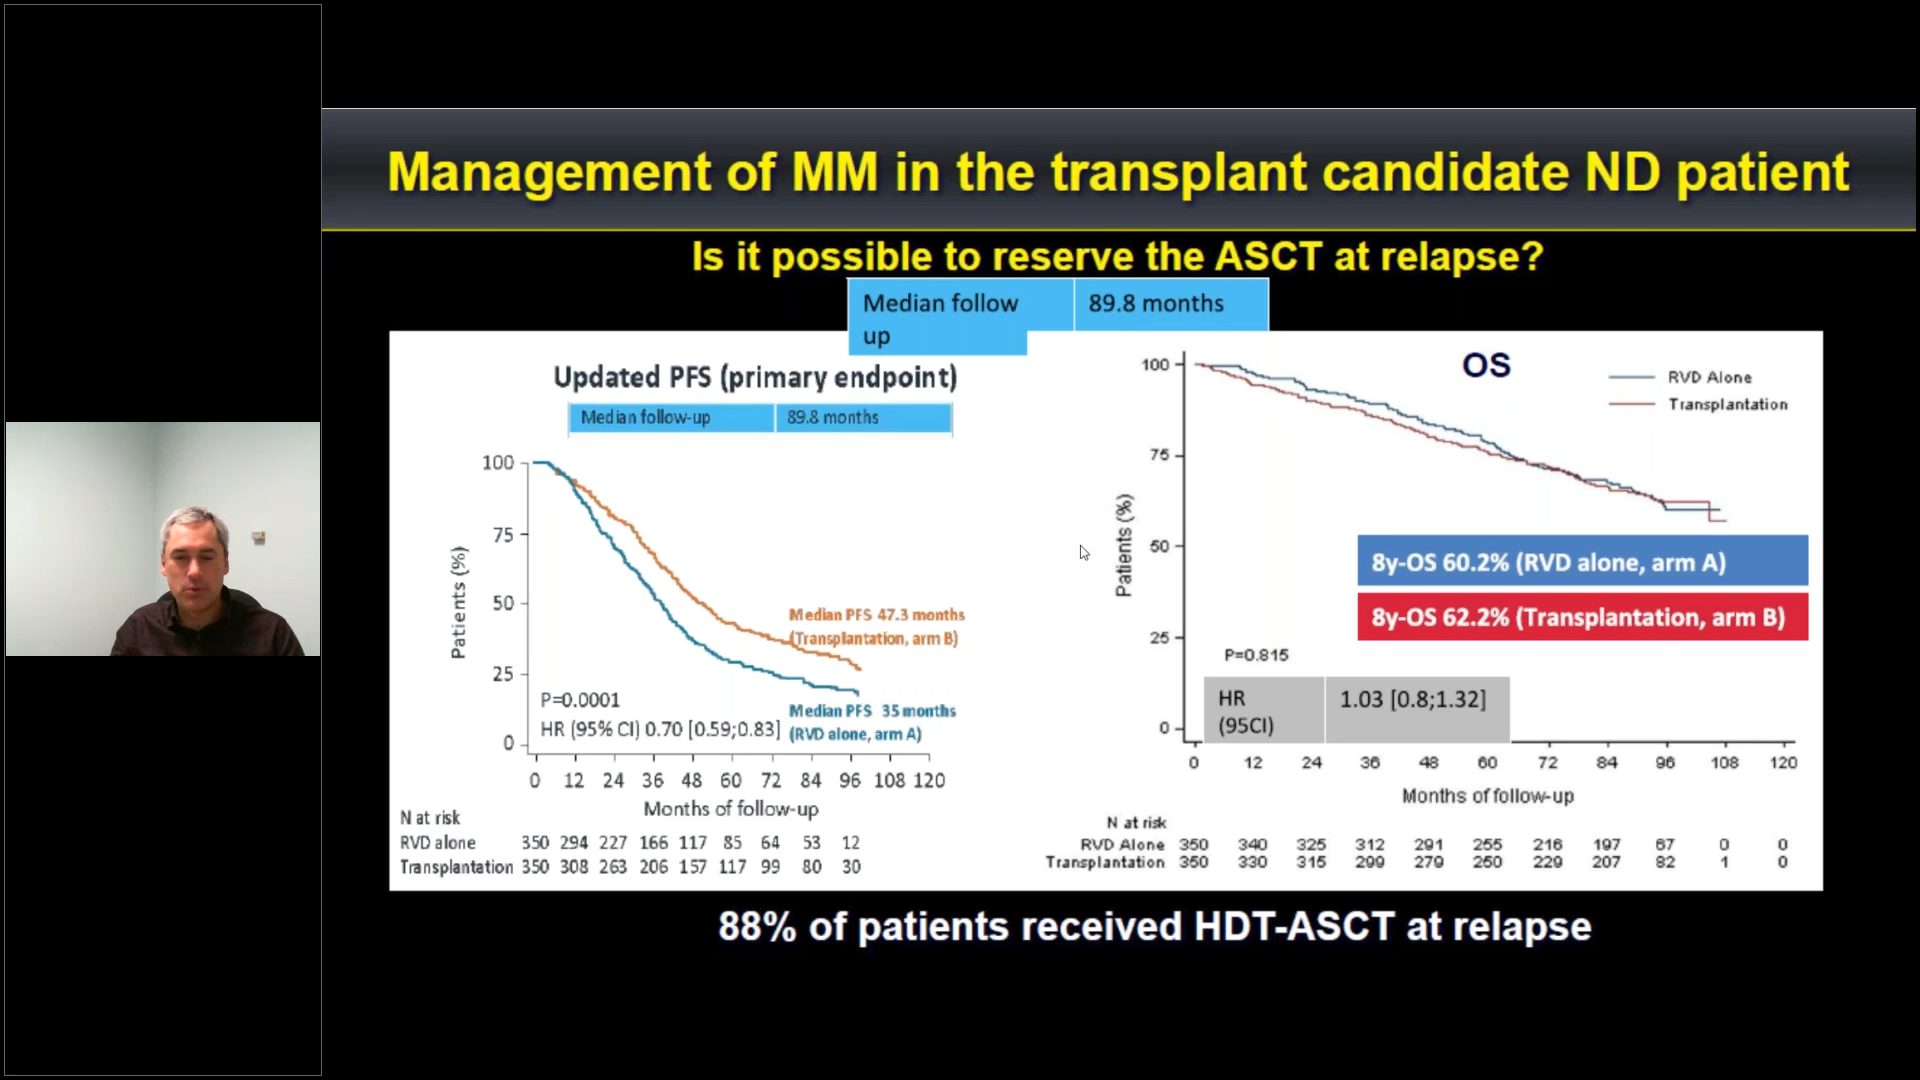 Management of MM in the transplant candidate ND patient
Is it possible to reserve the ASCT at relapse?
Median follow up
89.8 months
Updated PFS (primary endpoint)
Median follow-up
89.8 months
100
75
50
25
0
Patients (%)
Median PFS 47.3 months
(Transplantation, arm B)
P=0.0001
HR (95% CI) 0.70 [0.59;0.83]
Median PFS 35 months
(RVD alone, arm A)
0 12 24 36 48 60 72 84 96 108 120
Months of follow-up
N at risk
RVD alone 350 294 227 166 117 85 64 53 12
Transplantation 350 308 263 206 157 117 99 80 30
OS
RVD Alone
Transplantation
100
75
50
25
0
Patients (%)
8y-OS 60.2% (RVD alone, arm A)
8y-OS 62.2% (Transplantation, arm B)
P=0.815
HR (95CI)
1.03 [0.8;1.32]
0 12 24 36 48 60 72 84 96 108 120
Months of follow-up
N at risk
RVD Alone 350 340 325 312 291 255 216 197 67 0 0
Transplantation 350 330 315 299 279 250 229 207 82 1 0
88% of patients received HDT-ASCT at relapse